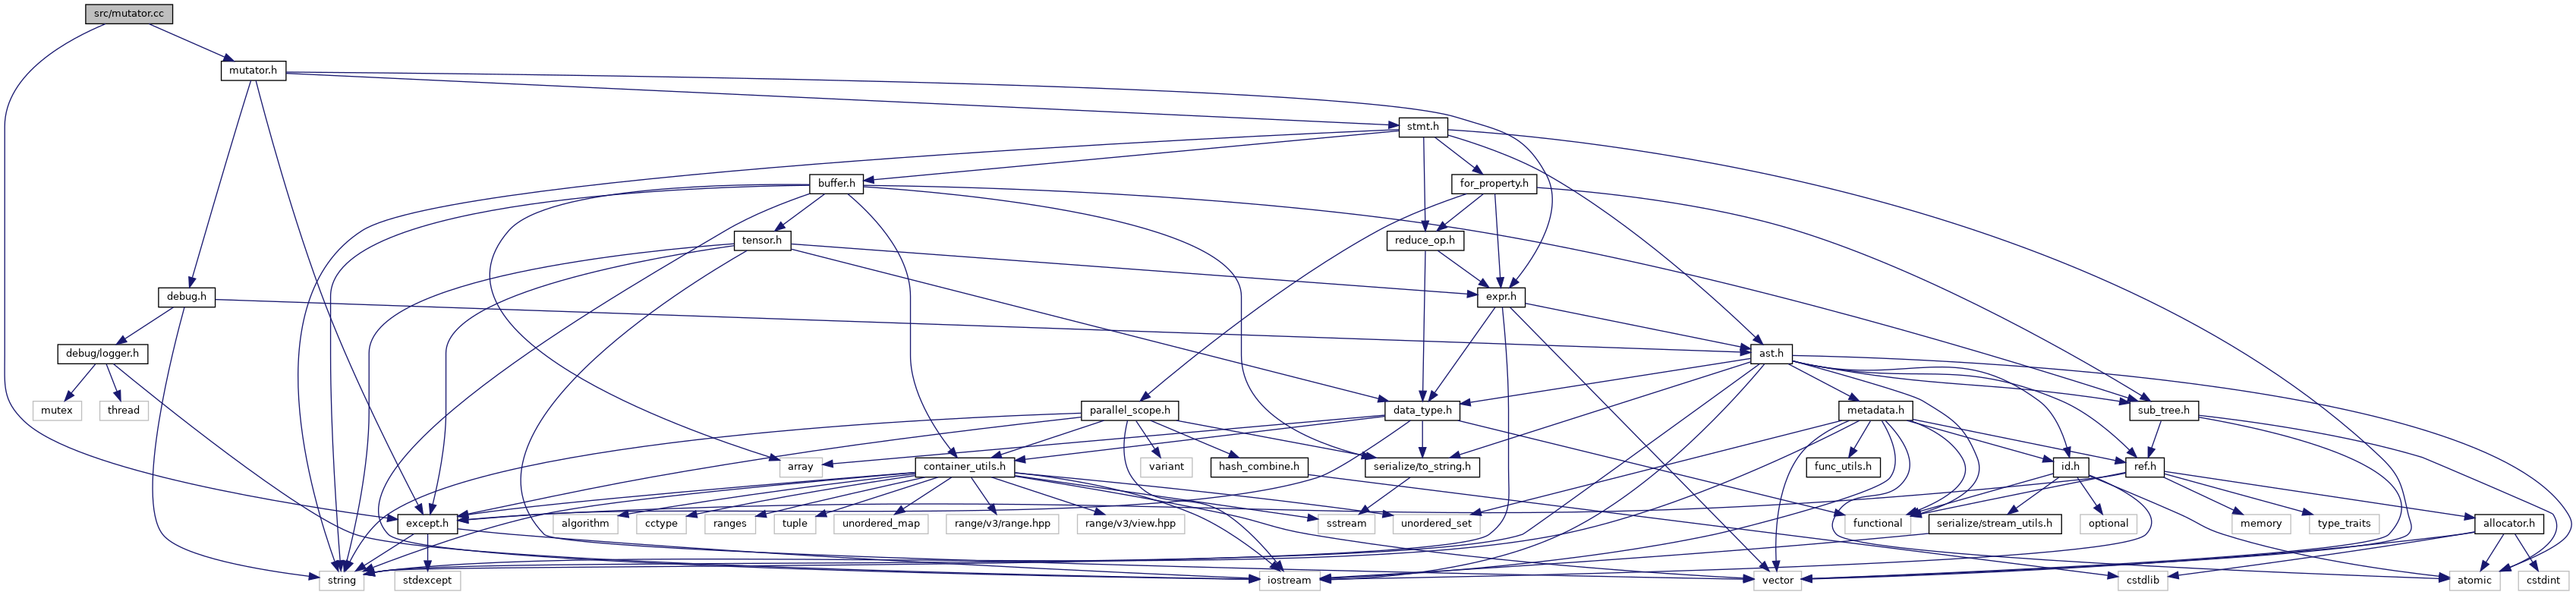 src/mutator.cc
mutator.h
stmt.h
buffer.h
for_property.h
tensor.h
reduce_op.h
debug.h
expr.h
debug/logger.h
ast.h
mutex
thread
parallel_scope.h
data_type.h
metadata.h
sub_tree.h
array
container_utils.h
variant
hash_combine.h
serialize/to_string.h
func_utils.h
id.h
ref.h
except.h
algorithm
cctype
ranges
tuple
unordered_map
range/v3/range.hpp
range/v3/view.hpp
sstream
unordered_set
functional
serialize/stream_utils.h
optional
memory
type_traits
allocator.h
string
stdexcept
iostream
vector
cstdlib
atomic
cstdint